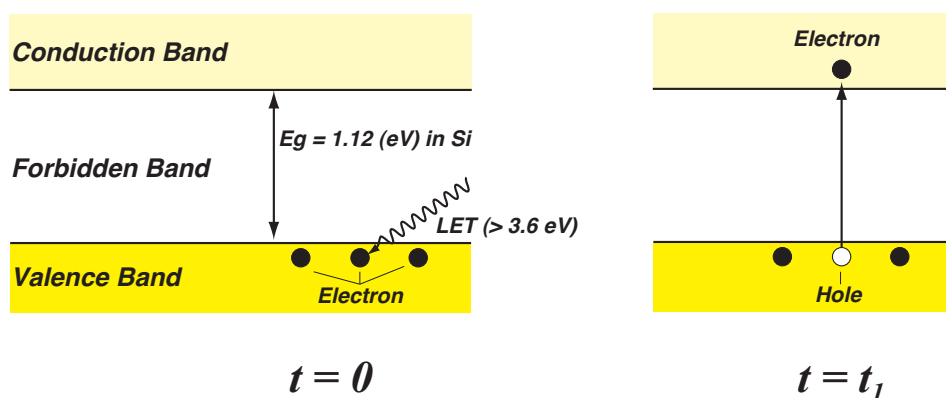 Conduction Band
Eg = 1.12 (eV) in Si
Forbidden Band
LET (> 3.6 eV)
Valence Band
Electron
t = 0
Electron
Hole
t = t₁